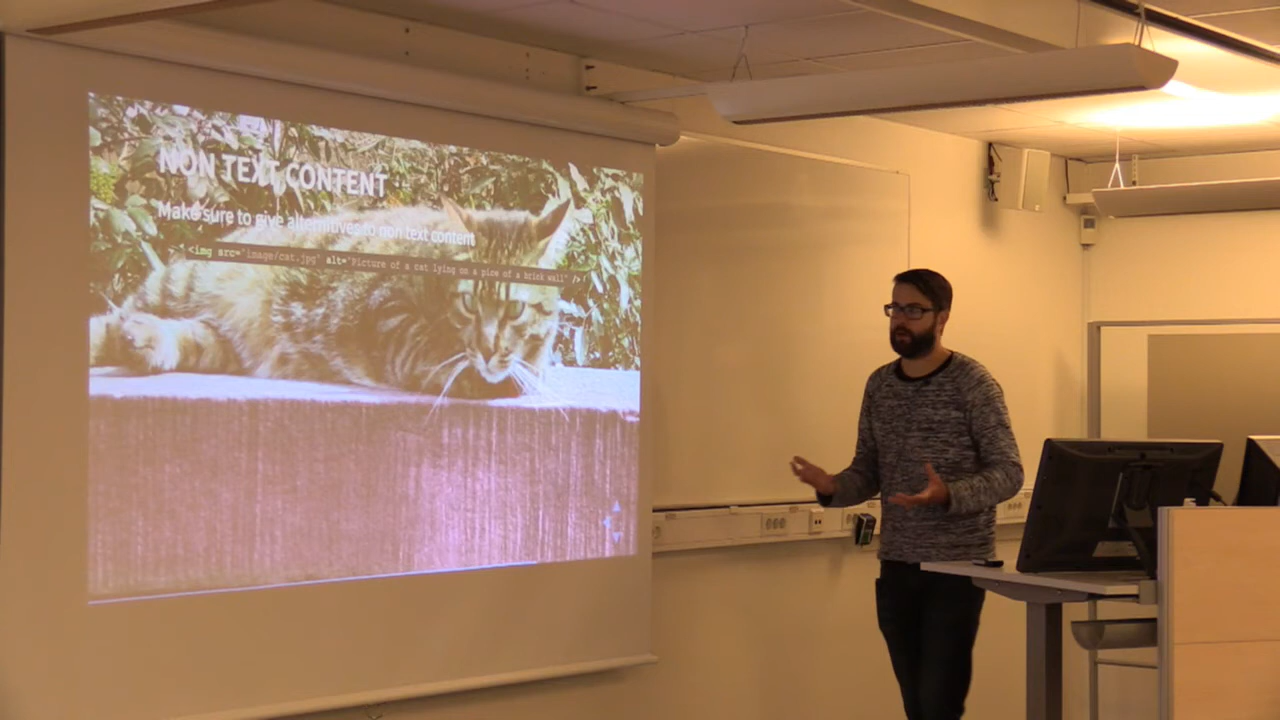 NON TEXT CONTENT
Make sure to give alternitives to non text content
<img src="image/cat.jpg" alt="Picture of a cat lying on a pice of a brick wall" />